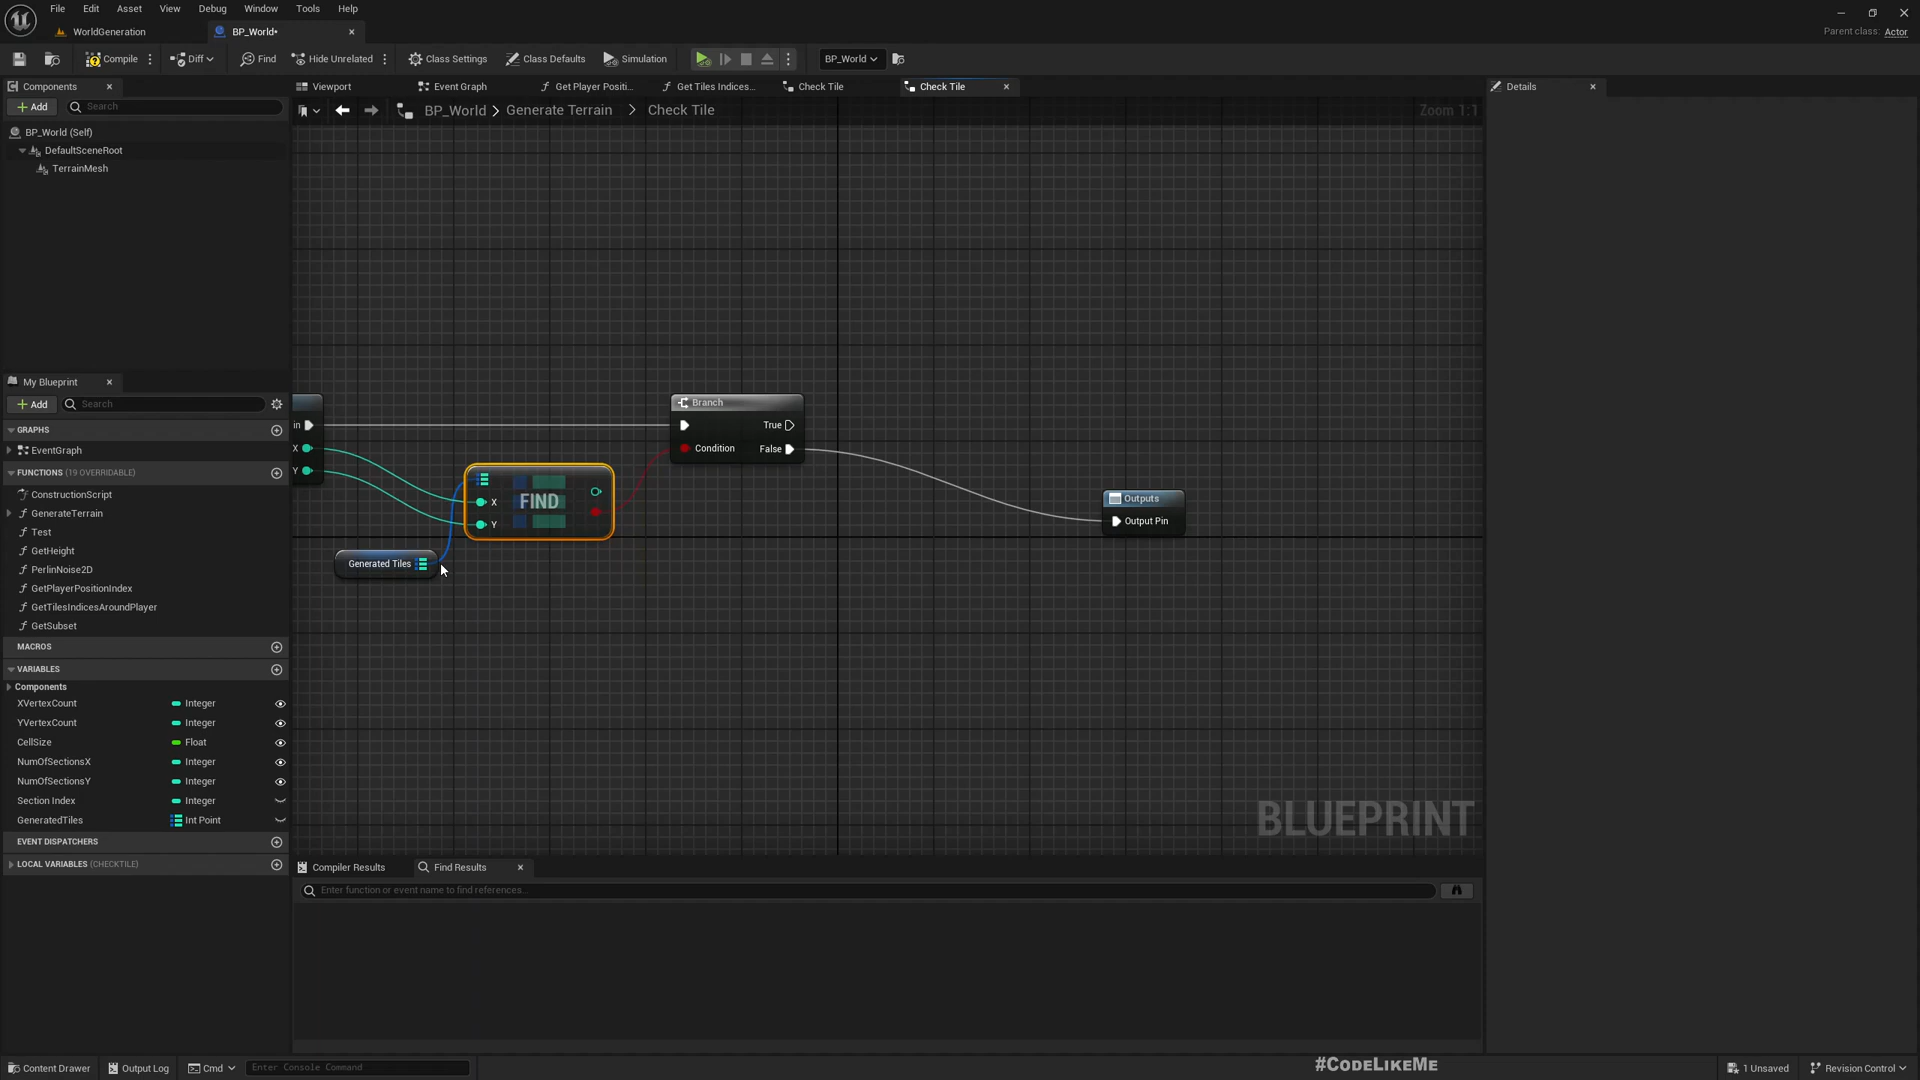 File Edit Asset View Debug Window Tools Help
WorldGeneration
BP_World•
Parent class: Actor
Compile
Diff
Find
Hide Unrelated
Class Settings
Class Defaults
Simulation
BP_World
Components
Add
Search
BP_World (Self)
DefaultSceneRoot
TerrainMesh
Viewport
Event Graph
Get Player Positi...
Get Tiles Indices...
Check Tile
Check Tile
BP_World > Generate Terrain > Check Tile
Zoom 1:1
Details
in
X
Y
FIND
X
Y
Generated Tiles
Branch
True
Condition
False
Outputs
Output Pin
BLUEPRINT
My Blueprint
Add
Search
GRAPHS
EventGraph
FUNCTIONS (19 OVERRIDABLE)
ConstructionScript
GenerateTerrain
Test
GetHeight
PerlinNoise2D
GetPlayerPositionIndex
GetTilesIndicesAroundPlayer
GetSubset
MACROS
VARIABLES
Components
XVertexCount Integer
YVertexCount Integer
CellSize Float
NumOfSectionsX Integer
NumOfSectionsY Integer
Section Index Integer
GeneratedTiles Int Point
EVENT DISPATCHERS
LOCAL VARIABLES (CHECKTILE)
Compiler Results
Find Results
Enter function or event name to find references...
Content Drawer
Output Log
Cmd
Enter Console Command
#CODELIKEME
1 Unsaved
Revision Control